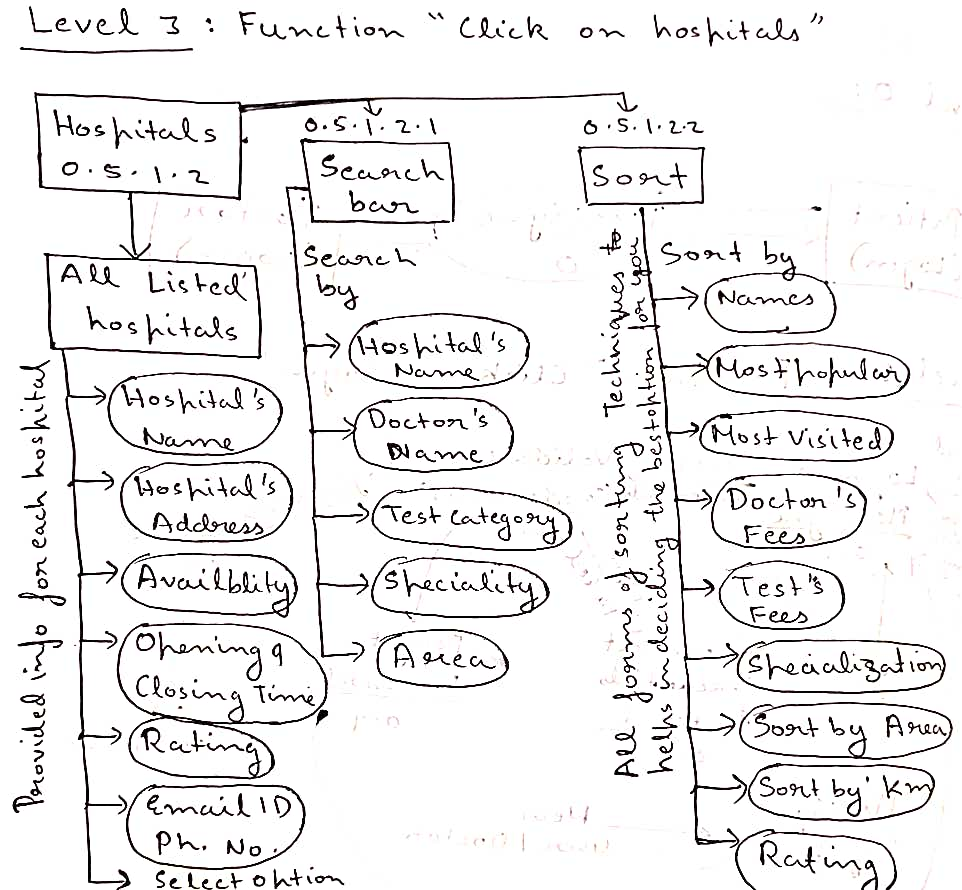 Level 3 : Function "Click on hospitals"
Hospitals
0.5.1.2
All Listed
hospitals
Provided info for each hospital
Hospital's
Name
Hospital's
Address
Availblity
Opening &
Closing Time
Rating
Email ID
Ph. No.
Select option
0.5.1.2.1
Search
bar
Search
by
Hospital's
Name
Doctor's
Name
Test category
Speciality
Area
0.5.1.2.2
Sort
All forms of sorting Techniques to
helps in deciding the best option for you
Sort by
Names
Most popular
Most Visited
Doctor's
Fees
Test's
Fees
Specialization
Sort by Area
Sort by Km
Rating